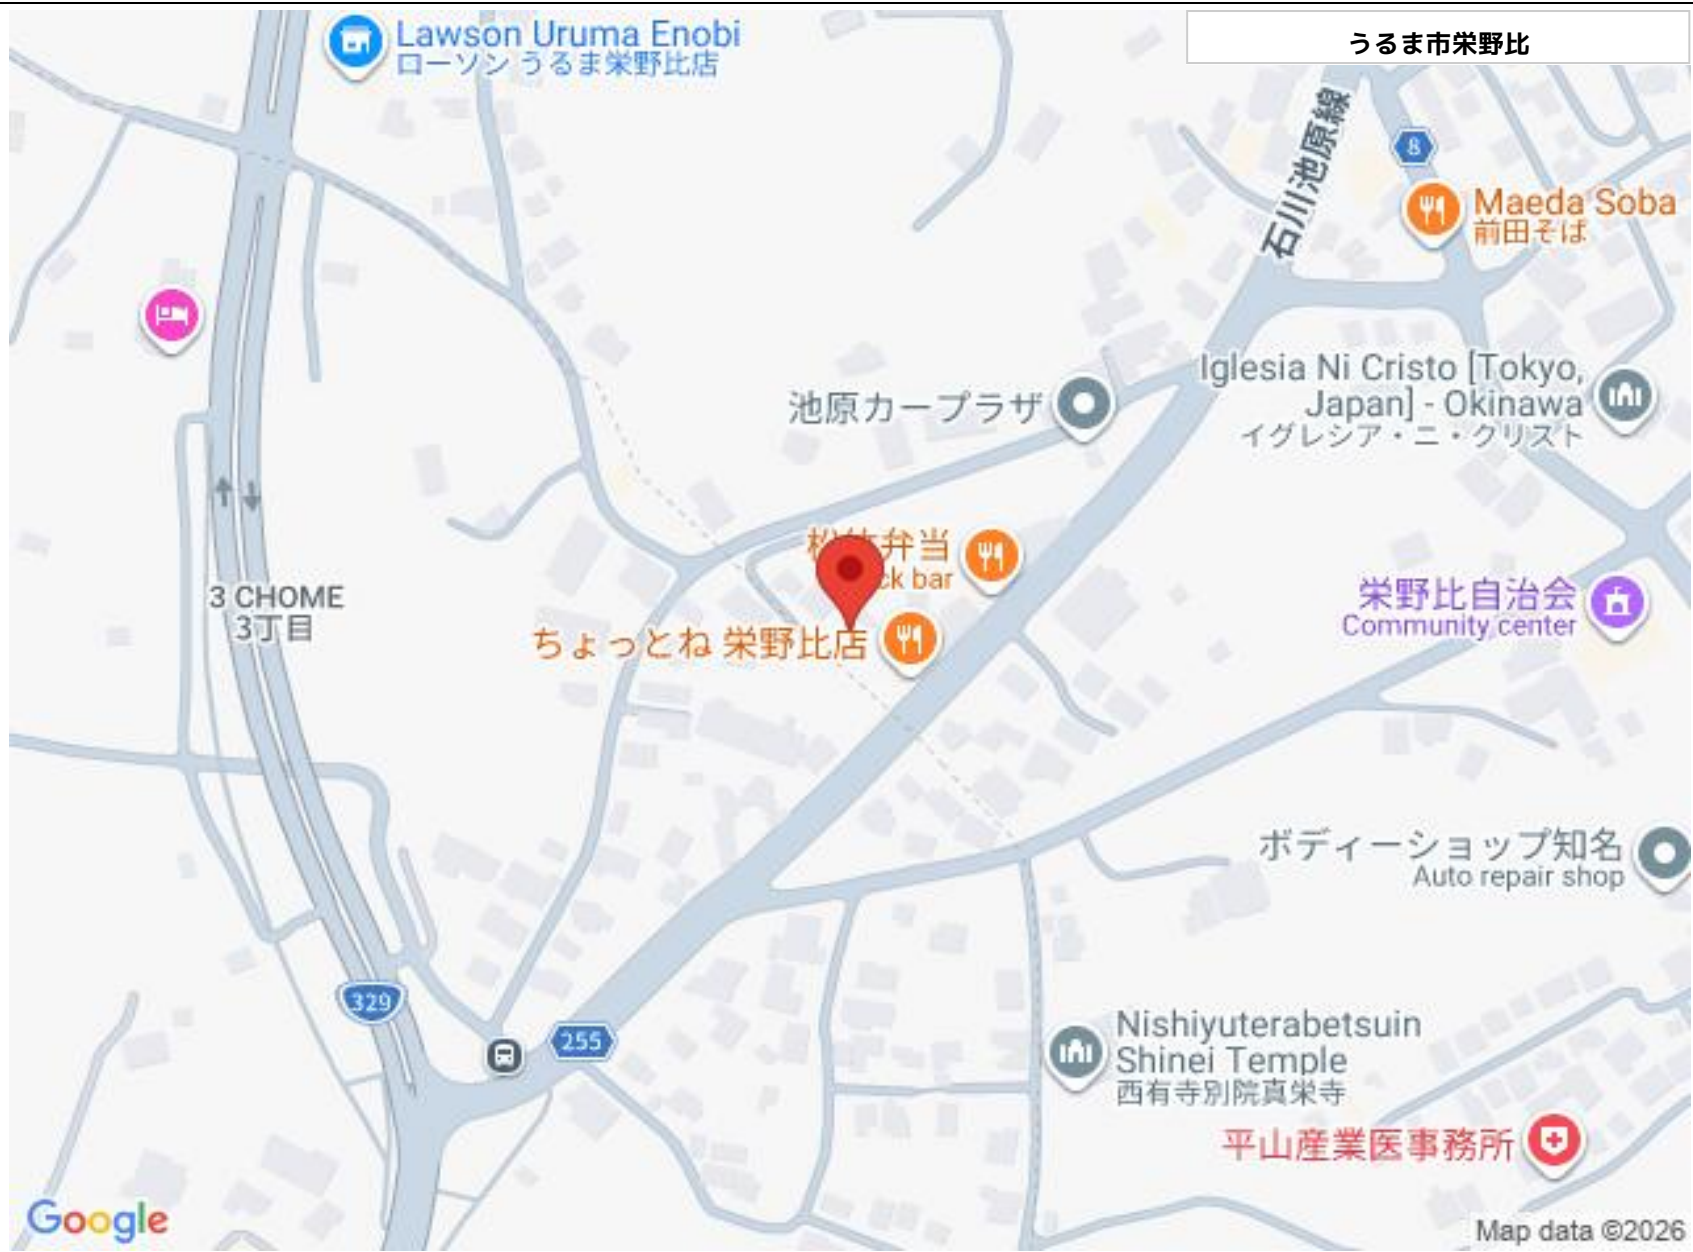 うるま市栄野比
Lawson Uruma Enobi
ローソン うるま栄野比店
石川池原線
8
Maeda Soba
前田そば
池原カープラザ
Iglesia Ni Cristo [Tokyo,
Japan] - Okinawa
イグレシア・ニ・クリスト
弁当
bar
3 CHOME
3丁目
ちょっとね 栄野比店
栄野比自治会
Community center
ボディーショップ知名
Auto repair shop
329
255
Nishiyuterabetsuin
Shinei Temple
西有寺別院真栄寺
平山産業医事務所
Google
Map data ©2026